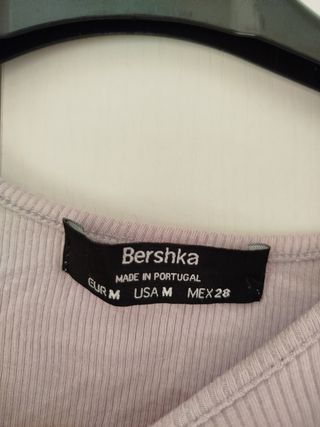 Bershka
MADE IN PORTUGAL
EUR M USA M MEX 28